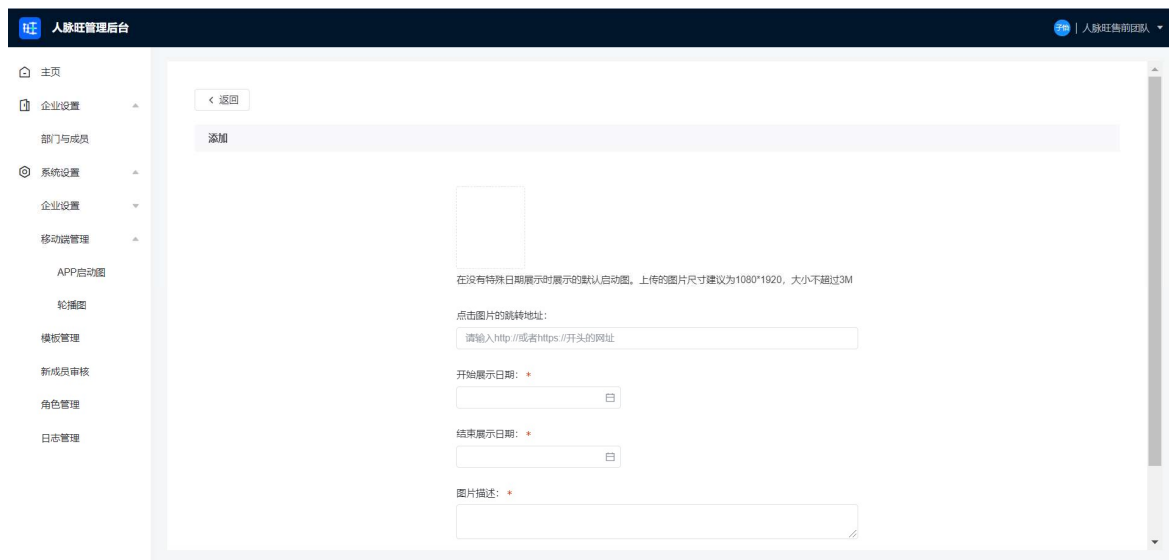 旺 人脉旺管理后台
子怡 | 人脉旺售前团队
主页
企业设置
部门与成员
系统设置
企业设置
移动端管理
APP启动图
轮播图
模板管理
新成员审核
角色管理
日志管理
< 返回
添加
在没有特殊日期展示时展示的默认启动图。上传的图片尺寸建议为1080*1920，大小不超过3M
点击图片的跳转地址：
请输入http://或者https://开头的网址
开始展示日期： *
结束展示日期： *
图片描述： *